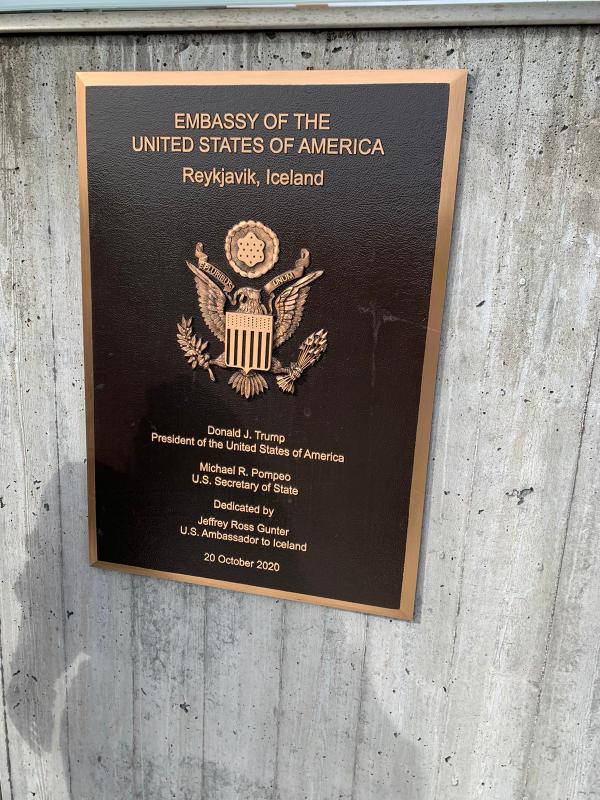 EMBASSY OF THE
UNITED STATES OF AMERICA
Reykjavik, Iceland
E PLURIBUS UNUM
Donald J. Trump
President of the United States of America
Michael R. Pompeo
U.S. Secretary of State
Dedicated by
Jeffrey Ross Gunter
U.S. Ambassador to Iceland
20 October 2020